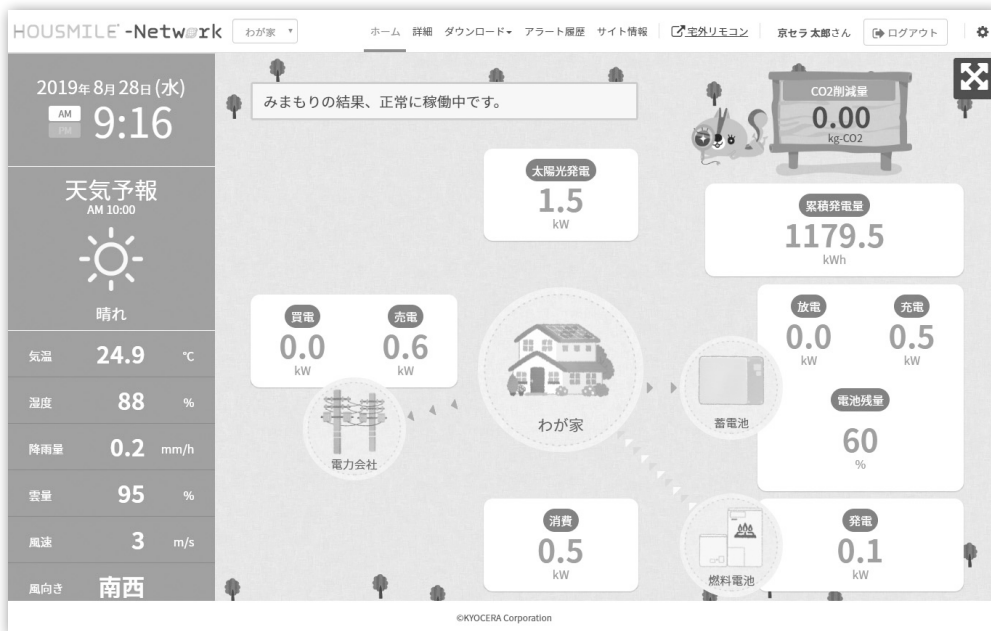 HOUSMILE-Network わが家 ホーム 詳細 ダウンロード アラート履歴 サイト情報 宅外リモコン 京セラ 太郎さん ログアウト
2019年 8月 28日 (水)
AM
PM
9:16
天気予報
AM 10:00
晴れ
気温 24.9 ℃
湿度 88 %
降雨量 0.2 mm/h
雲量 95 %
風速 3 m/s
風向き 南西
みまもりの結果、正常に稼働中です。
CO2削減量
0.00
kg-CO2
太陽光発電
1.5
kW
累積発電量
1179.5
kWh
買電 売電
0.0 0.6
kW kW
電力会社
わが家
放電 充電
0.0 0.5
kW kW
電池残量
60
%
蓄電池
消費
0.5
kW
発電
0.1
kW
燃料電池
©KYOCERA Corporation